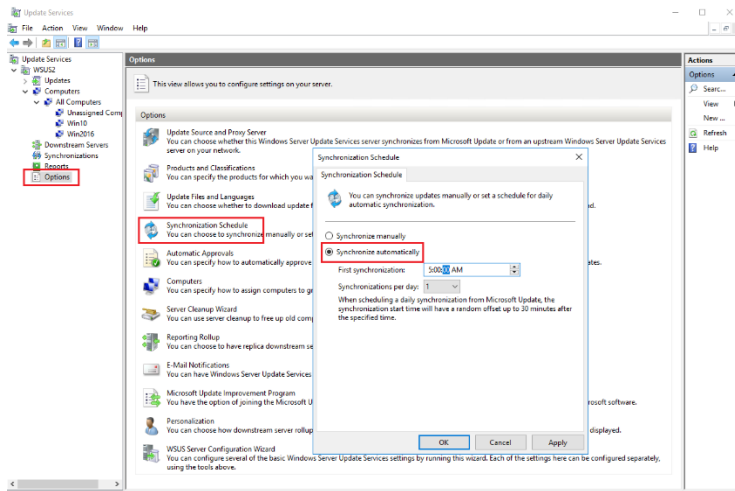 Update Services
File Action View Window Help
Update Services
WSUS2
Updates
Computers
All Computers
Unassigned Comp
Win10
Win2016
Downstream Servers
Synchronizations
Reports
Options
Options
This view allows you to configure settings on your server.
Options
Update Source and Proxy Server
You can choose whether this Windows Server Update Services server synchronizes from Microsoft Update or from an upstream Windows Server Update Services
server on your network.
Products and Classifications
You can specify the products for which you wa
Update Files and Languages
You can choose whether to download update f
ed.
Synchronization Schedule
You can choose to synchronize manually or set
Automatic Approvals
You can specify how to automatically approve
ates.
Computers
You can specify how to assign computers to gr
Server Cleanup Wizard
You can use server cleanup to free up old comp
Reporting Rollup
You can choose to have replica downstream se
E-Mail Notifications
You can have Windows Server Update Services
Microsoft Update Improvement Program
You have the option of joining the Microsoft U
rosoft software.
Personalization
You can choose how downstream server rollup
displayed.
WSUS Server Configuration Wizard
You can configure several of the basic Windows Server Update Services settings by running this wizard. Each of the settings here can be configured separately,
using the tools above.
Synchronization Schedule
Synchronization Schedule
You can synchronize updates manually or set a schedule for daily
automatic synchronization.
Synchronize manually
Synchronize automatically
First synchronization: 5:00:00 AM
Synchronizations per day: 1
When scheduling a daily synchronization from Microsoft Update, the
synchronization start time will have a random offset up to 30 minutes after
the specified time.
OK Cancel Apply
Actions
Options
Searc...
View
New ...
Refresh
Help